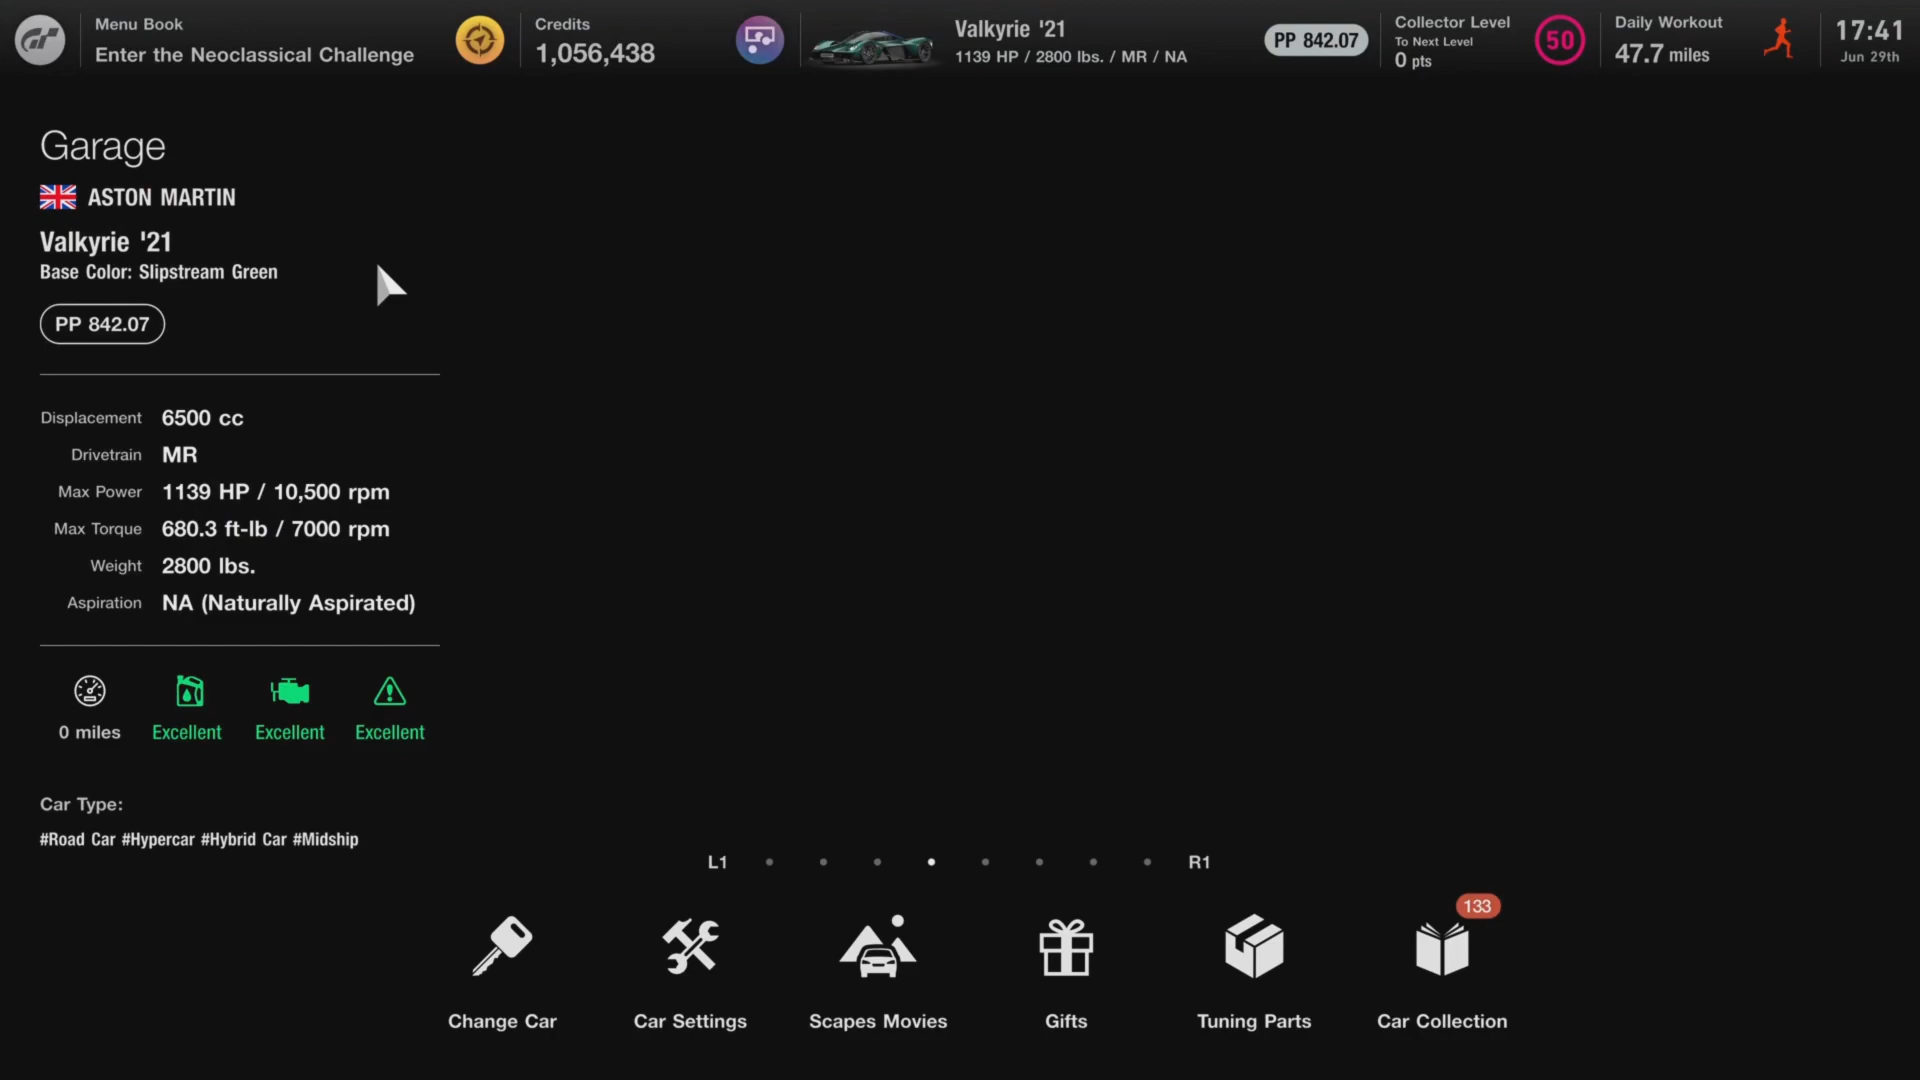 Menu Book
Enter the Neoclassical Challenge
Credits
1,056,438
Valkyrie '21
1139 HP / 2800 lbs. / MR / NA
PP 842.07
Collector Level
To Next Level
0 pts
50
Daily Workout
47.7 miles
17:41
Jun 29th
Garage
ASTON MARTIN
Valkyrie '21
Base Color: Slipstream Green
PP 842.07
Displacement 6500 cc
Drivetrain MR
Max Power 1139 HP / 10,500 rpm
Max Torque 680.3 ft-lb / 7000 rpm
Weight 2800 lbs.
Aspiration NA (Naturally Aspirated)
0 miles Excellent Excellent Excellent
Car Type:
#Road Car #Hypercar #Hybrid Car #Midship
L1 R1
133
Change Car Car Settings Scapes Movies Gifts Tuning Parts Car Collection